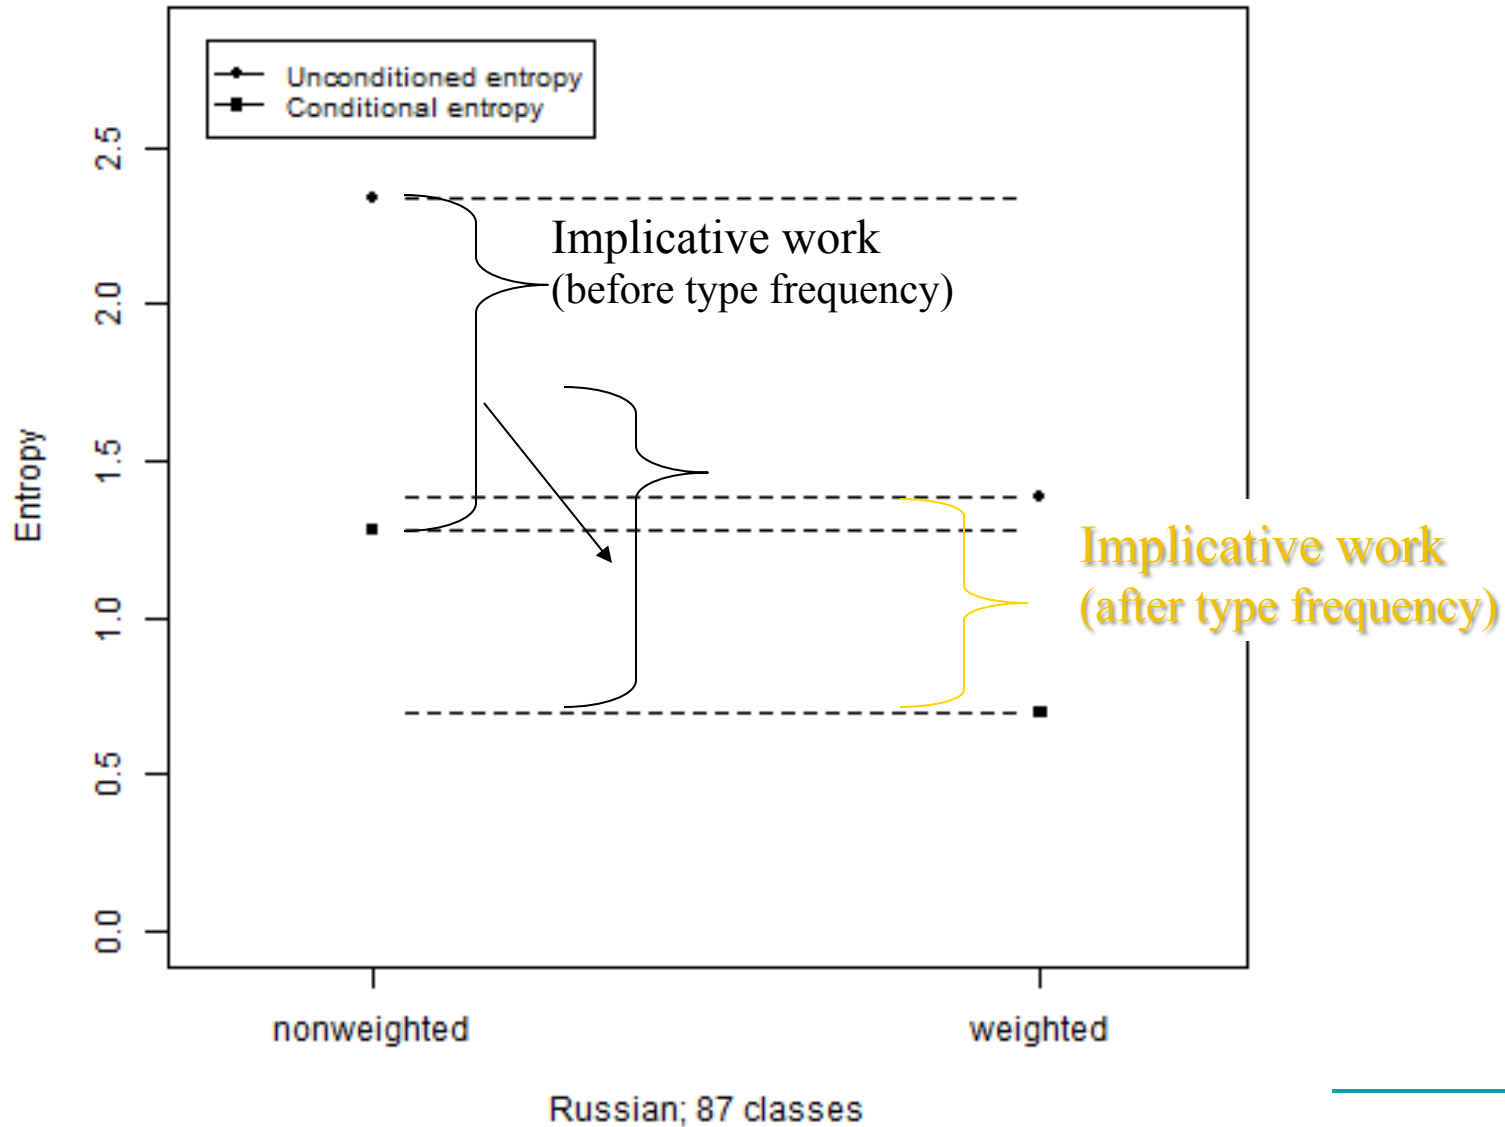 Unconditioned entropy
Conditional entropy
2.5
2.0
1.5
1.0
0.5
0.0
Entropy
Implicative work
(before type frequency)
Implicative work
(after type frequency)
nonweighted
weighted
Russian; 87 classes